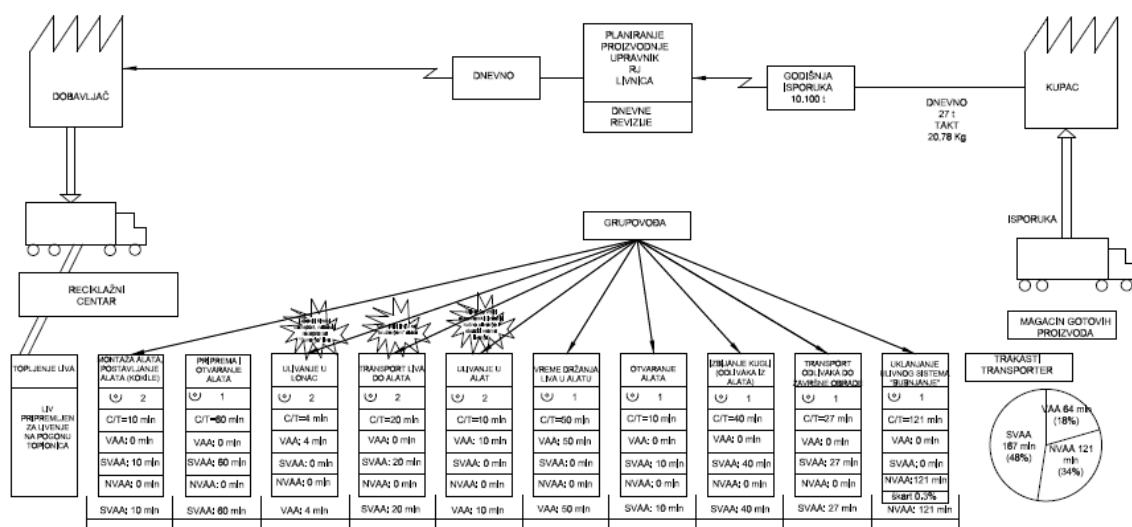 DOBAVLJAČ
DNEVNO
PLANIRANJE
PROIZVODNJE
UPRAVNIK
RJ
LIVNICA
DNEVNE
REVIZIJE
GODIŠNJA
ISPORUKA
10.100 t
DNEVNO
27 t
TAKT
20,78 Kg
KUPAC
ISPORUKA
GRUPOVOĐA
RECIKLAŽNI
CENTAR
MAGACIN GOTOVIH
PROIZVODA
TRAKASTI
TRANSPORTER
TOPLJENJE LIVA
LIV
PRIPREMLJEN
ZA LIVENJE
NA POGONU
TOPIONICA
MONTAŽA ALATA,
POSTAVLJANJE
ALATA (KOKILE)
2
C/T=10 min
VAA: 0 min
SVAA: 10 min
NVAA: 0 min
SVAA: 10 min
PRIPREMA I
OTVARANJE
ALATA
1
C/T=60 min
VAA: 0 min
SVAA: 60 min
NVAA: 0 min
SVAA: 60 min
ULIVANJE U
LONAC
2
C/T=4 min
VAA: 4 min
SVAA: 0 min
NVAA: 0 min
VAA: 4 min
TRANSPORT LIVA
DO ALATA
2
C/T=20 min
VAA: 0 min
SVAA: 20 min
NVAA: 0 min
SVAA: 20 min
ULIVANJE U
ALAT
2
C/T=10 min
VAA: 10 min
SVAA: 0 min
NVAA: 0 min
VAA: 10 min
VREME DRŽANJA
LIVA U ALATU
1
C/T=50 min
VAA: 50 min
SVAA: 0 min
NVAA: 0 min
VAA: 50 min
OTVARANJE
ALATA
1
C/T=10 min
VAA: 0 min
SVAA: 10 min
NVAA: 0 min
SVAA: 10 min
IZBIJANJE KUGLI
(ODLIVAKA IZ
ALATA)
1
C/T=40 min
VAA: 0 min
SVAA: 40 min
NVAA: 0 min
SVAA: 40 min
TRANSPORT
ODLIVAKA DO
ZAVRŠNE OBRADE
1
C/T=27 min
VAA: 0 min
SVAA: 27 min
NVAA: 0 min
SVAA: 27 min
UKLANJANJE
ULIVNOG SISTEMA
"BUBNJANJE"
1
C/T=121 min
VAA: 0 min
SVAA: 0 min
NVAA:121 min
škart 0.3%
NVAA: 121 min
VAA 64 min
(18%)
SVAA
167 min
(48%)
NVAA 121
min
(34%)